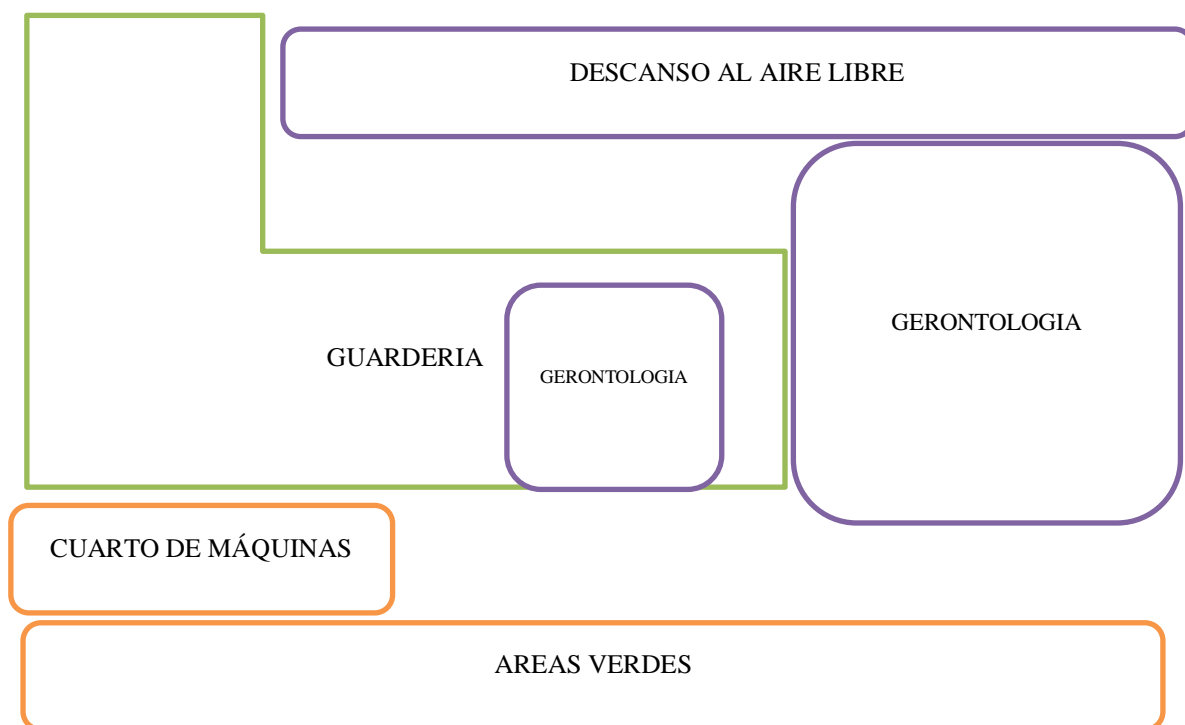 DESCANSO AL AIRE LIBRE
GERONTOLOGIA
GUARDERIA
GERONTOLOGIA
CUARTO DE MÁQUINAS
AREAS VERDES